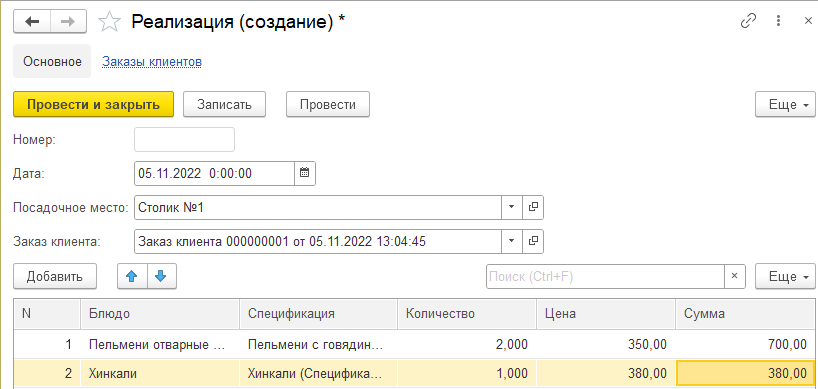 Реализация (создание) *
Основное Заказы клиентов
Провести и закрыть Записать Провести Еще
Номер:
Дата: 05.11.2022 0:00:00
Посадочное место: Столик №1
Заказ клиента: Заказ клиента 000000001 от 05.11.2022 13:04:45
Добавить Поиск (Ctrl+F) × Еще
N Блюдо Спецификация Количество Цена Сумма
1 Пельмени отварные ... Пельмени с говядин... 2,000 350,00 700,00
2 Хинкали Хинкали (Специфика... 1,000 380,00 380,00